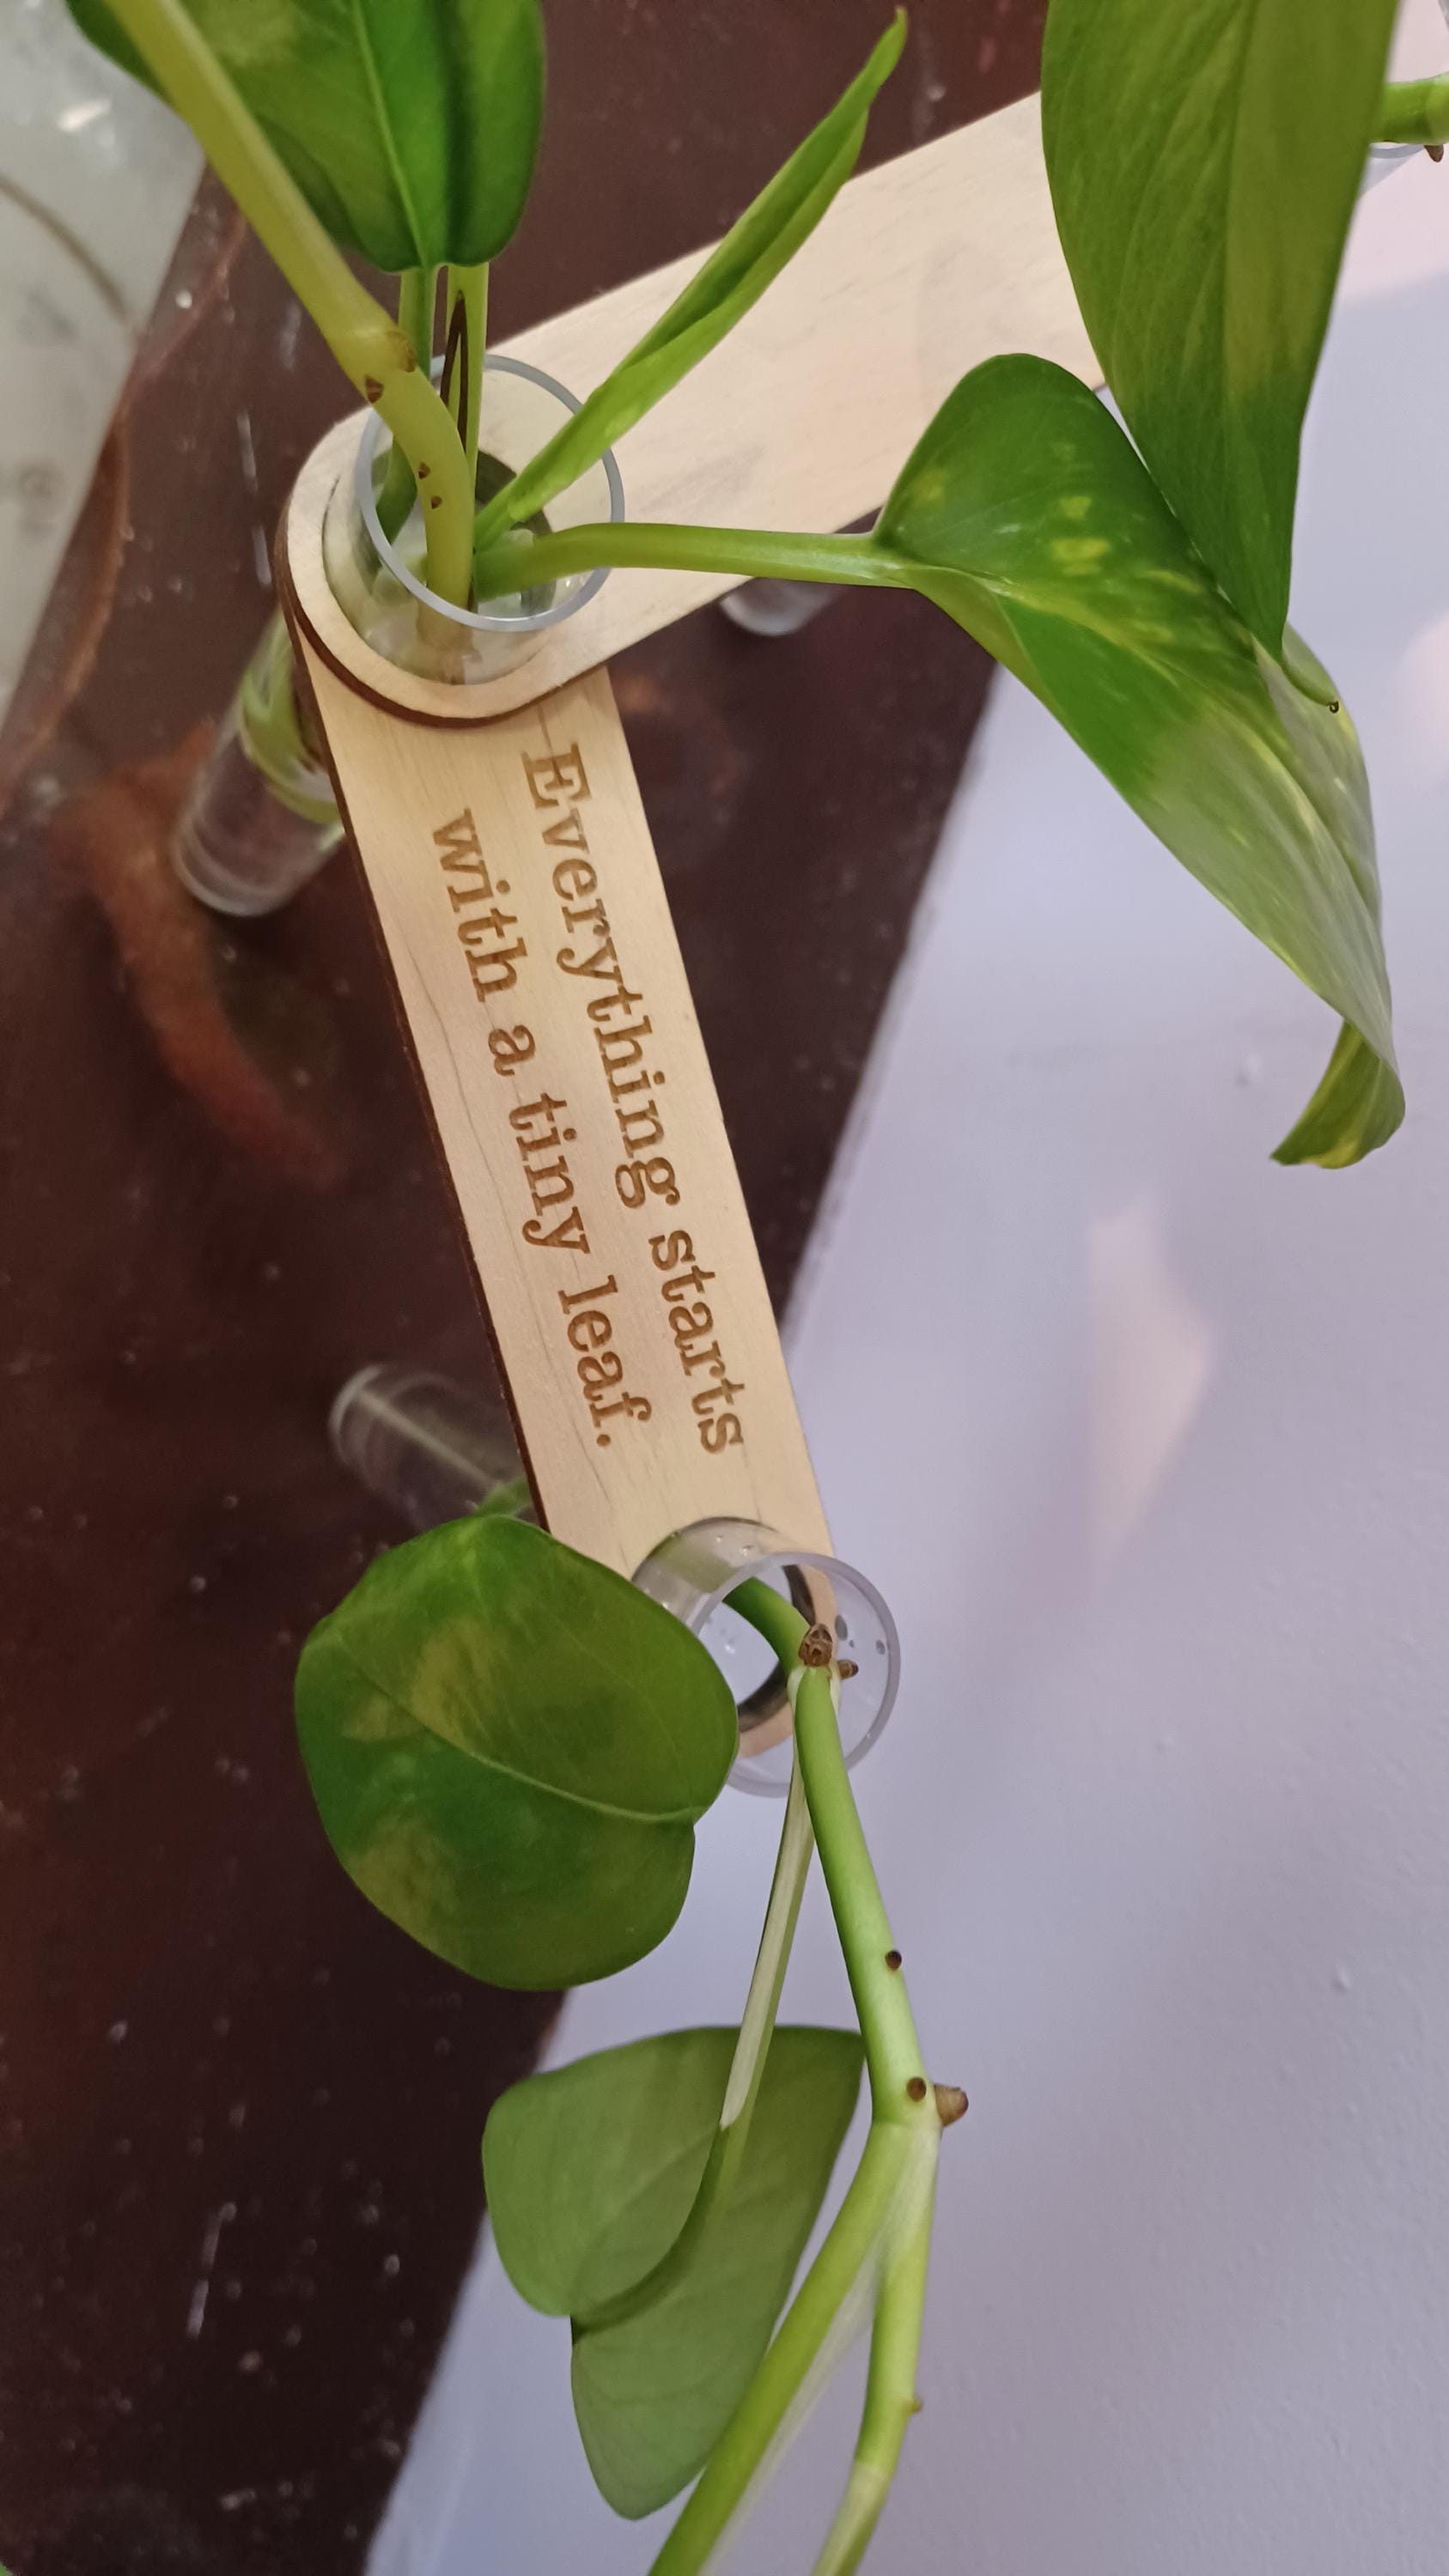 Everything starts
with a tiny leaf.